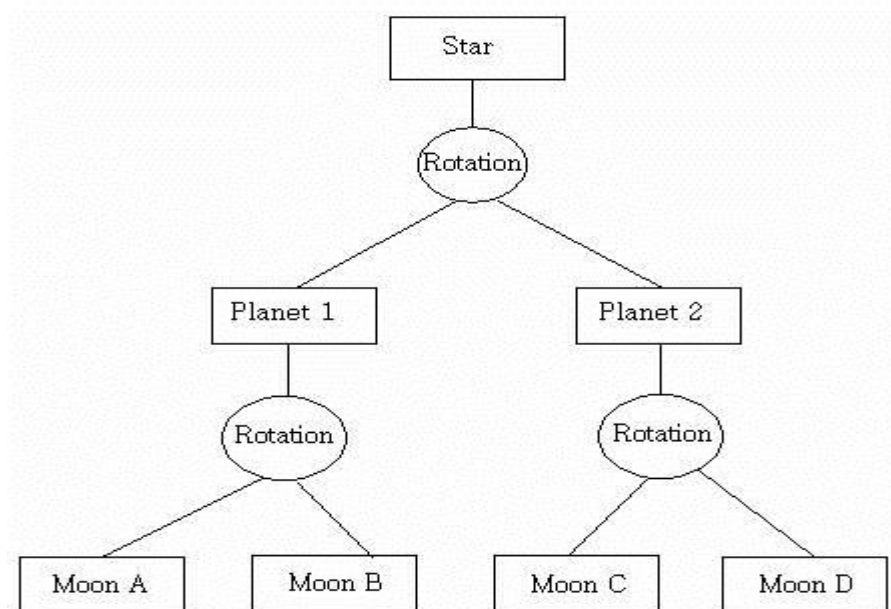 Star
Rotation
Planet 1
Planet 2
Rotation
Rotation
Moon A
Moon B
Moon C
Moon D